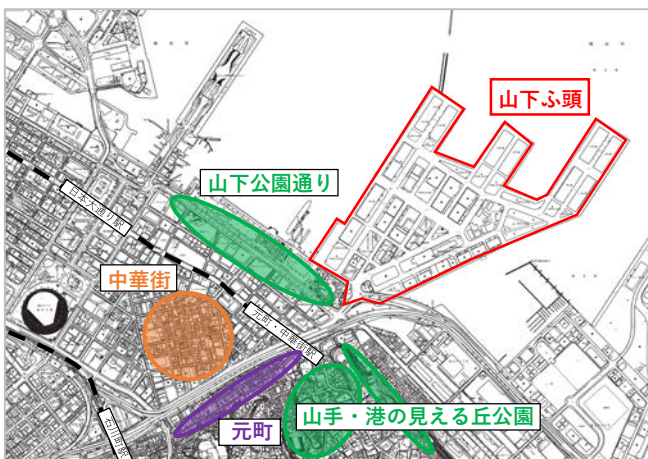 山下ふ頭
山下公園通り
日本大通り駅
中華街
元町・中華街駅
山手・港の見える丘公園
元町
石川町駅